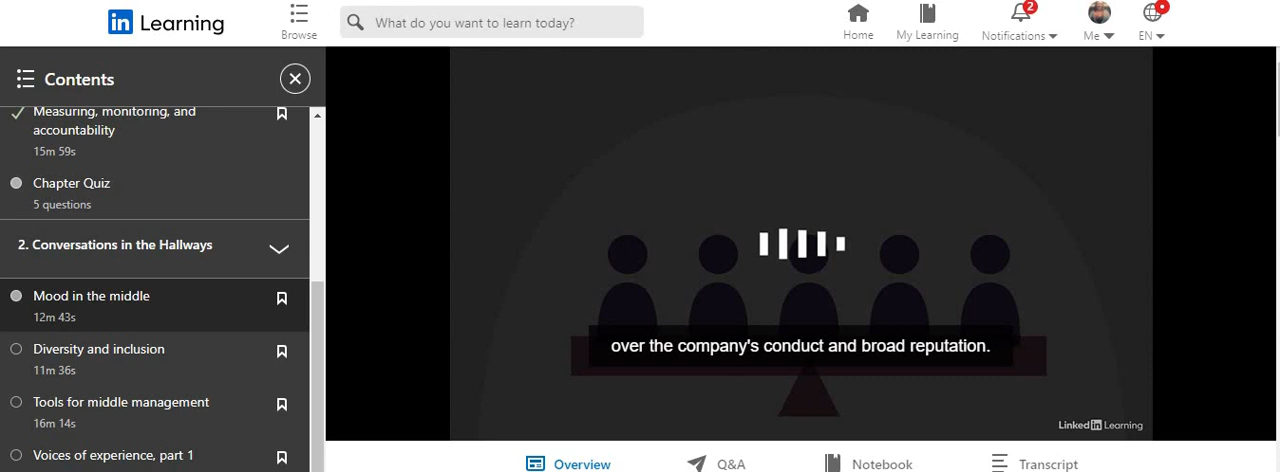 in Learning
Browse
What do you want to learn today?
Home
My Learning
2
Notifications
Me
EN
Contents
Measuring, monitoring, and
accountability
15m 59s
Chapter Quiz
5 questions
2. Conversations in the Hallways
Mood in the middle
12m 43s
Diversity and inclusion
11m 36s
Tools for middle management
16m 14s
Voices of experience, part 1
over the company's conduct and broad reputation.
Linked in Learning
Overview
Q&A
Notebook
Transcript